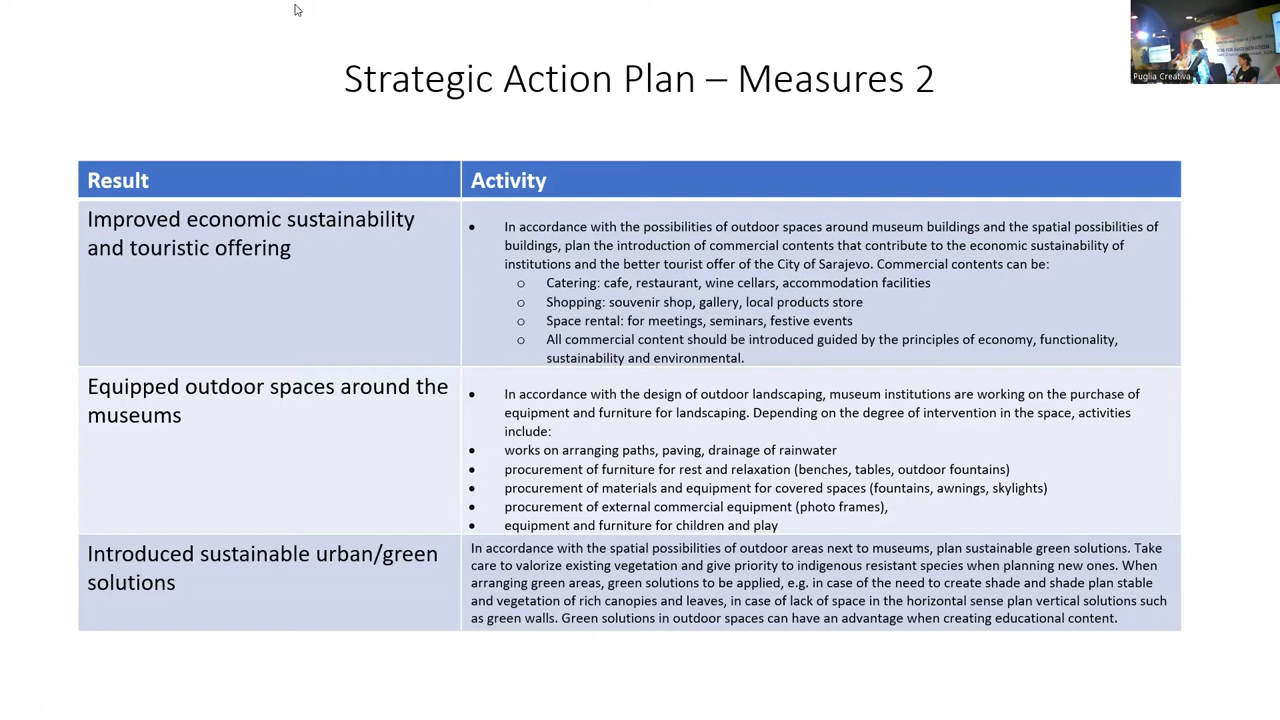 Strategic Action Plan – Measures 2
Puglia Creativa
Result
Activity
Improved economic sustainability
and touristic offering
• In accordance with the possibilities of outdoor spaces around museum buildings and the spatial possibilities of
buildings, plan the introduction of commercial contents that contribute to the economic sustainability of
institutions and the better tourist offer of the City of Sarajevo. Commercial contents can be:
o Catering: cafe, restaurant, wine cellars, accommodation facilities
o Shopping: souvenir shop, gallery, local products store
o Space rental: for meetings, seminars, festive events
o All commercial content should be introduced guided by the principles of economy, functionality,
sustainability and environmental.
Equipped outdoor spaces around the
museums
• In accordance with the design of outdoor landscaping, museum institutions are working on the purchase of
equipment and furniture for landscaping. Depending on the degree of intervention in the space, activities
include:
• works on arranging paths, paving, drainage of rainwater
• procurement of furniture for rest and relaxation (benches, tables, outdoor fountains)
• procurement of materials and equipment for covered spaces (fountains, awnings, skylights)
• procurement of external commercial equipment (photo frames),
• equipment and furniture for children and play
Introduced sustainable urban/green
solutions
In accordance with the spatial possibilities of outdoor areas next to museums, plan sustainable green solutions. Take
care to valorize existing vegetation and give priority to indigenous resistant species when planning new ones. When
arranging green areas, green solutions to be applied, e.g. in case of the need to create shade and shade plan stable
and vegetation of rich canopies and leaves, in case of lack of space in the horizontal sense plan vertical solutions such
as green walls. Green solutions in outdoor spaces can have an advantage when creating educational content.